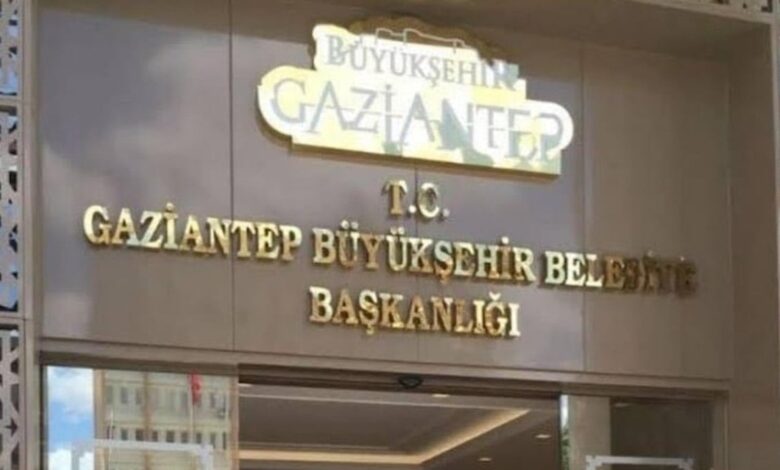 BÜYÜKŞEHİR
GAZİANTEP
T.C.
GAZİANTEP BÜYÜKŞEHİR BELEDİYE
BAŞKANLIĞI